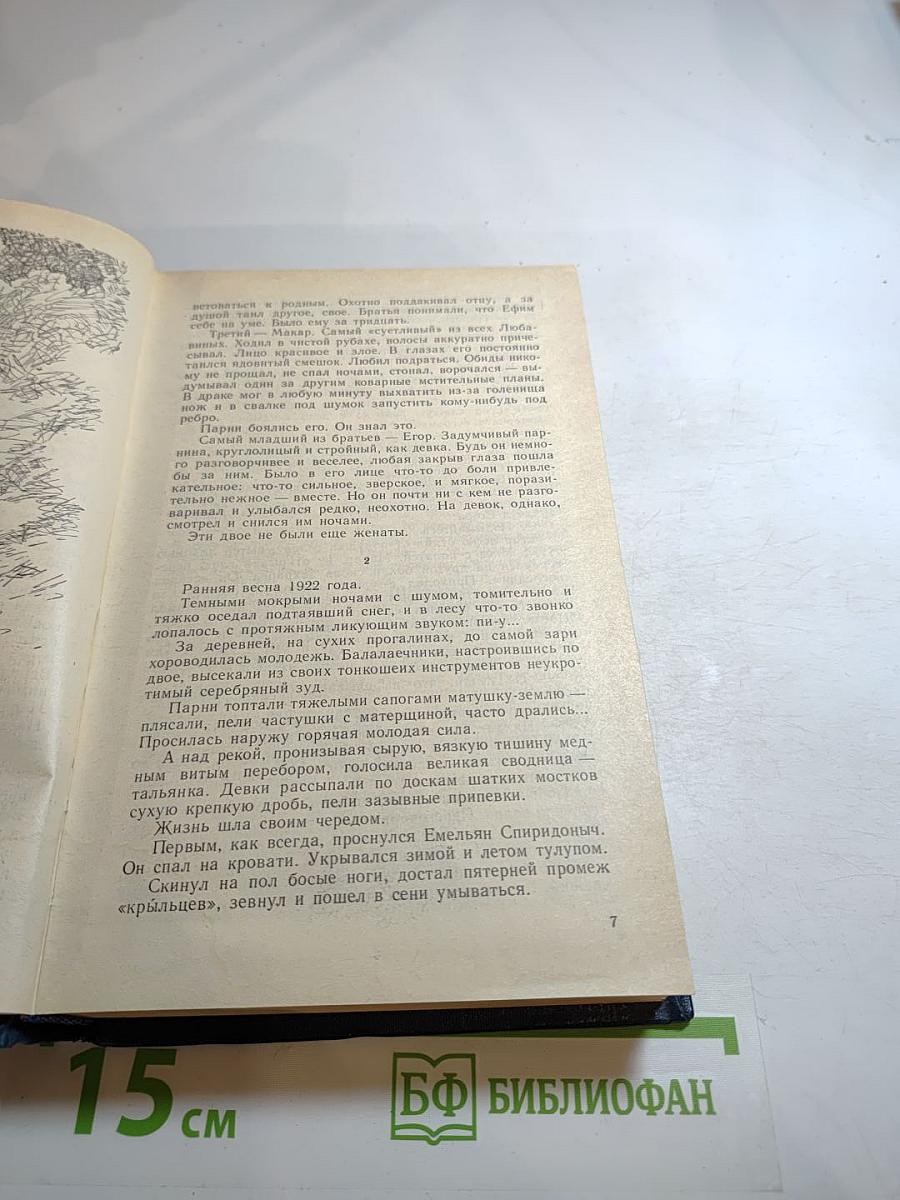 ветоваться к родным. Охотно поддакивал отцу, а за
душой таил другое, свое. Братья понимали, что Ефим
себе на уме. Было ему за тридцать.
Третий — Макар. Самый «суетливый» из всех Люба-
виных. Ходил в чистой рубахе, волосы аккуратно приче-
сывал. Лицо красивое и злое. В глазах его постоянно
таился ядовитый смешок. Любил подраться. Обиды нико-
му не прощал, не спал ночами, стонал, ворочался — вы-
думывал один за другим коварные мстительные планы.
В драке мог в любую минуту выхватить из-за голенища
нож и в свалке под шумок запустить кому-нибудь под
ребро.
Парни боялись его. Он знал это.
Самый младший из братьев — Егор. Задумчивый пар-
нина, круглолицый и стройный, как девка. Будь он немно-
го разговорчивее и веселее, любая закрыв глаза пошла
бы за ним. Было в его лице что-то до боли привле-
кательное: что-то сильное, зверское, и мягкое, порази-
тельно нежное — вместе. Но он почти ни с кем не разго-
варивал и улыбался редко, неохотно. На девок, однако,
смотрел и снился им ночами.
Эти двое не были еще женаты.
2
Ранняя весна 1922 года.
Темными мокрыми ночами с шумом, томительно и
тяжко оседал подтаявший снег, и в лесу что-то звонко
лопалось с протяжным ликующим звуком: пи-у...
За деревней, на сухих прогалинах, до самой зари
хороводилась молодежь. Балалаечники, настроившись по
двое, высекали из своих тонкошеих инструментов неукро-
тимый серебряный зуд.
Парни топтали тяжелыми сапогами матушку-землю —
плясали, пели частушки с матерщиной, часто дрались...
Просилась наружу горячая молодая сила.
А над рекой, пронизывая сырую, вязкую тишину мед-
ным витым перебором, голосила великая сводница —
тальянка. Девки рассыпали по доскам шатких мостков
сухую крепкую дробь, пели зазывные припевки.
Жизнь шла своим чередом.
Первым, как всегда, проснулся Емельян Спиридоныч.
Он спал на кровати. Укрывался зимой и летом тулупом.
Скинул на пол босые ноги, достал пятерней промеж
«кры́льцев», зевнул и пошел в сени умываться.
7
15 см
БФ БИБЛИОФАН